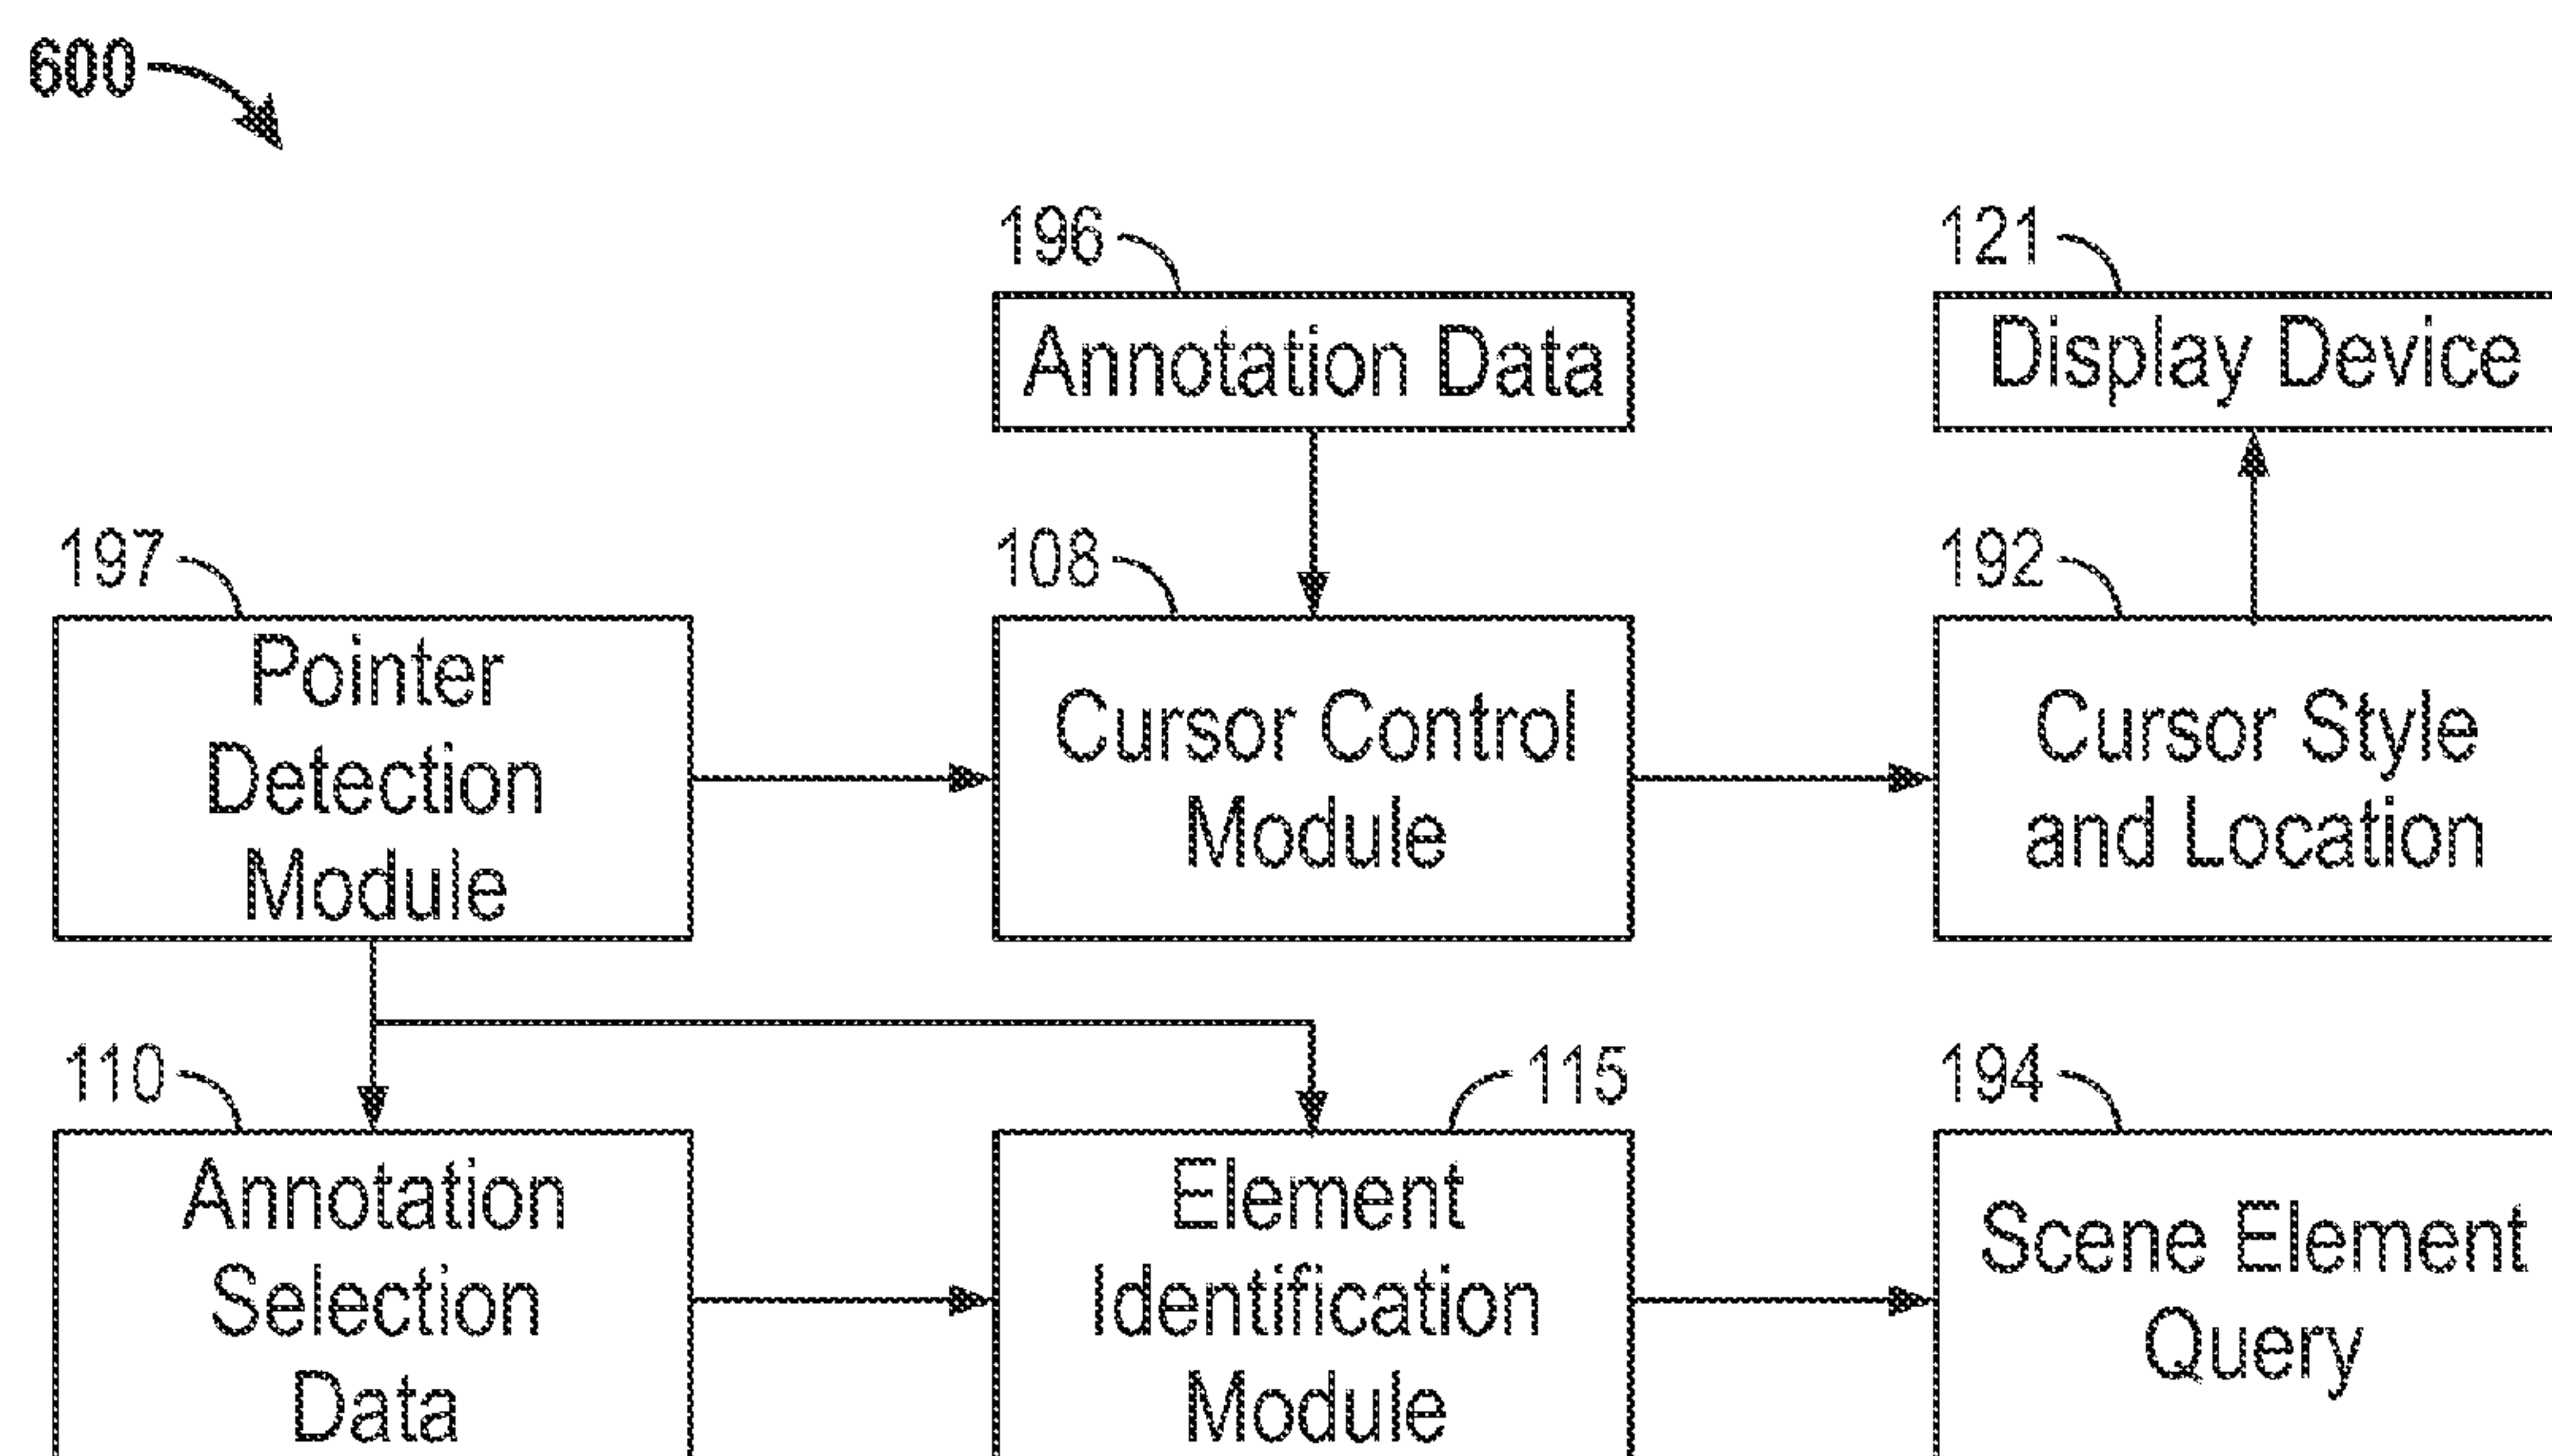 600
196
Annotation Data
121
Display Device
197
Pointer
Detection
Module
108
Cursor Control
Module
192
Cursor Style
and Location
110
Annotation
Selection
Data
115
Element
Identification
Module
194
Scene Element
Query